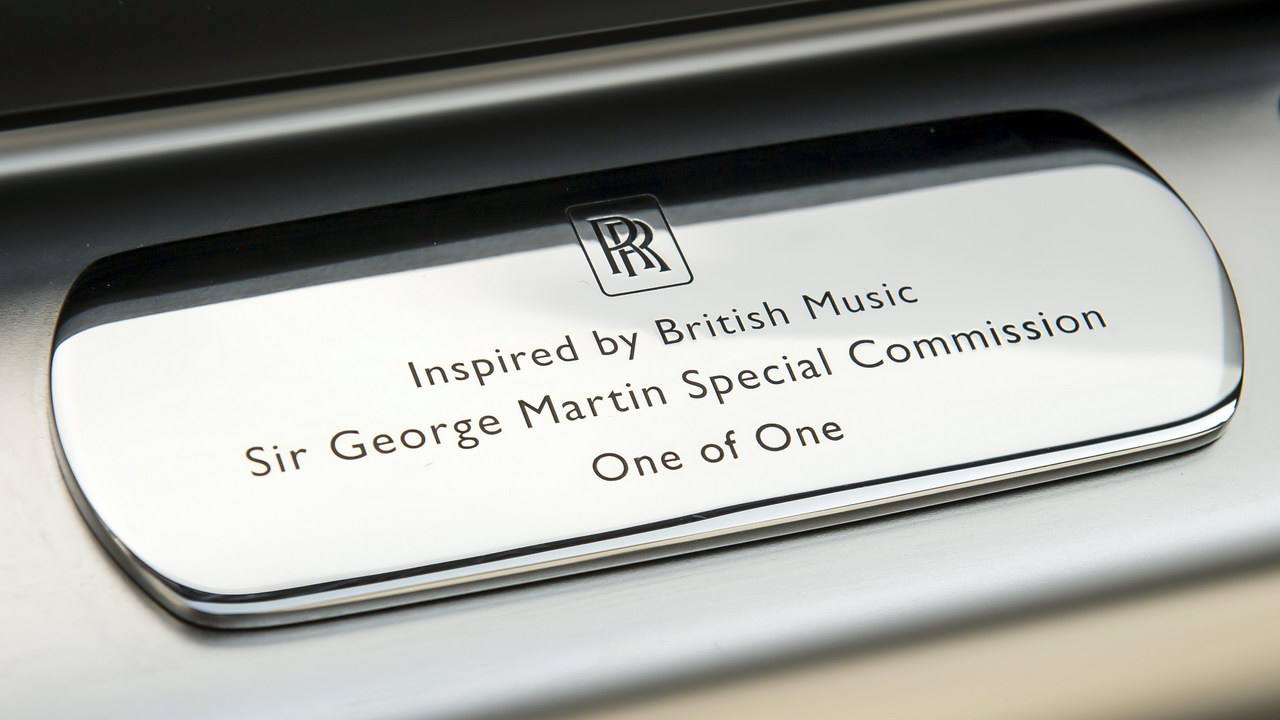 RR
Inspired by British Music
Sir George Martin Special Commission
One of One